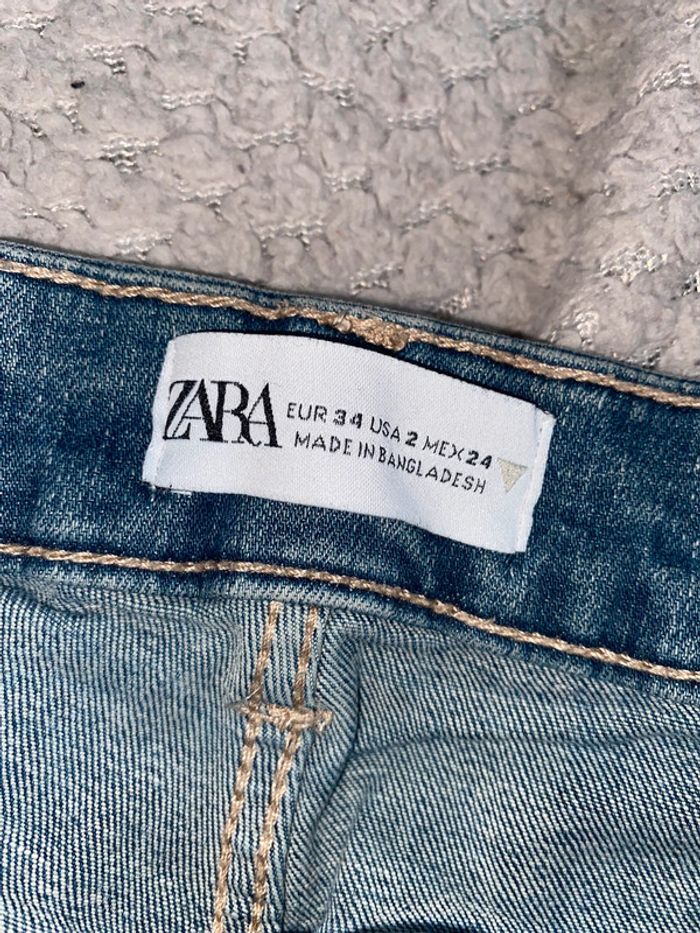 ZARA
EUR 34 USA 2 MEX 24
MADE IN BANGLADESH